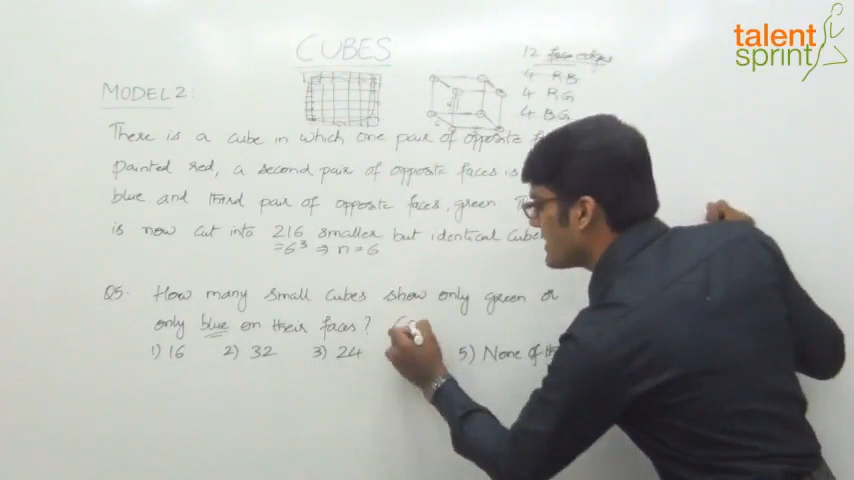 talent
sprint
CUBES
12 face edges
4 R.B
4 R.G
4 B.G
MODEL 2:
There is a cube in which one pair of opposite
painted red, a second pair of opposite faces is
blue and third pair of opposite faces, green
is now cut into 216 smaller but identical cubes
=6³ ⇒ n = 6
Q5. How many small cubes show only green or
only blue on their faces?
1) 16 2) 32 3) 24 5) None of